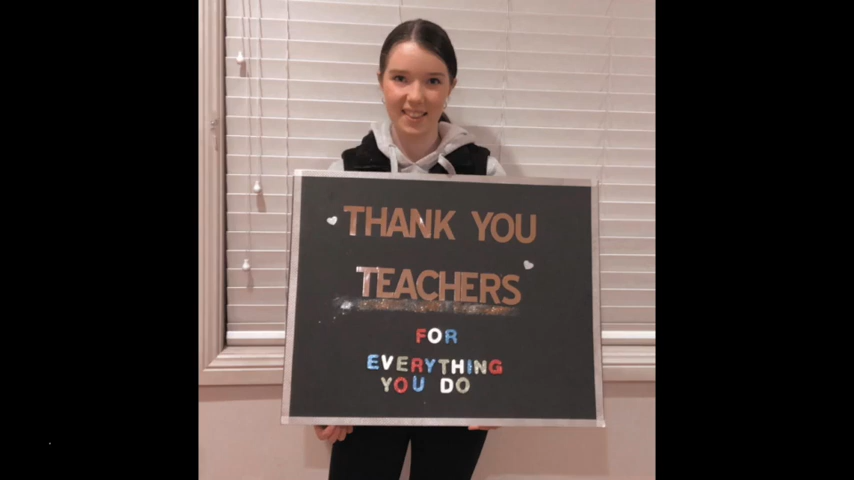 THANK YOU
TEACHERS
FOR
EVERYTHING
YOU DO